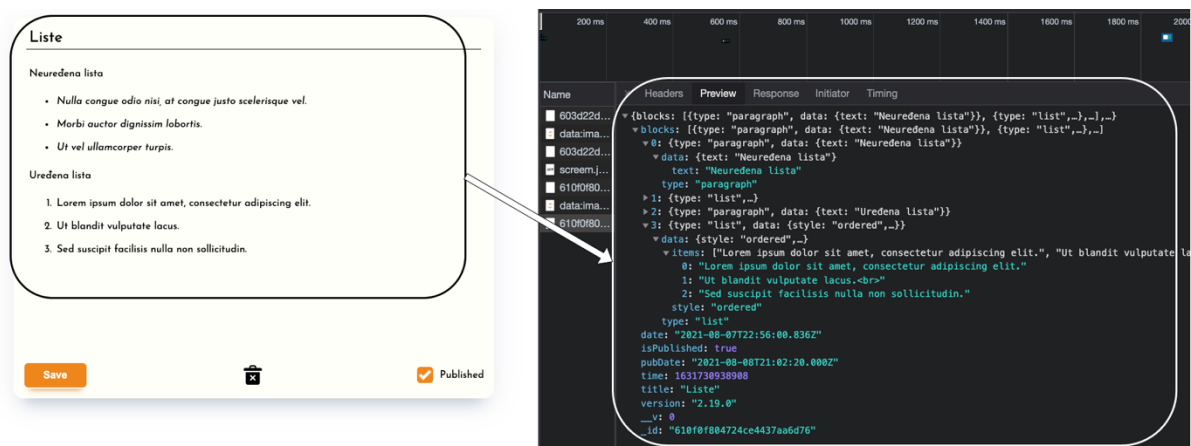 Liste
Neuređena lista
Nulla congue odio nisi, at congue justo scelerisque vel.
Morbi auctor dignissim lobortis.
Ut vel ullamcorper turpis.
Uređena lista
1. Lorem ipsum dolor sit amet, consectetur adipiscing elit.
2. Ut blandit vulputate lacus.
3. Sed suscipit facilisis nulla non sollicitudin.
Save
Published
200 ms 400 ms 600 ms 800 ms 1000 ms 1200 ms 1400 ms 1600 ms 1800 ms 2000
Name
603d22d...
data:ima...
603d22d...
screem.j...
610f0f80...
data:ima...
610f0f80...
× Headers Preview Response Initiator Timing
▼{blocks: [{type: "paragraph", data: {text: "Neuređena lista"}}, {type: "list",…},…],…}
▼blocks: [{type: "paragraph", data: {text: "Neuređena lista"}}, {type: "list",…},…]
▼0: {type: "paragraph", data: {text: "Neuređena lista"}}
▼data: {text: "Neuređena lista"}
text: "Neuređena lista"
type: "paragraph"
▶1: {type: "list",…}
▶2: {type: "paragraph", data: {text: "Uređena lista"}}
▼3: {type: "list", data: {style: "ordered",…}}
▼data: {style: "ordered",…}
▼items: ["Lorem ipsum dolor sit amet, consectetur adipiscing elit.", "Ut blandit vulputate la
0: "Lorem ipsum dolor sit amet, consectetur adipiscing elit."
1: "Ut blandit vulputate lacus.<br>"
2: "Sed suscipit facilisis nulla non sollicitudin."
style: "ordered"
type: "list"
date: "2021-08-07T22:56:00.836Z"
isPublished: true
pubDate: "2021-08-08T21:02:20.000Z"
time: 1631730938908
title: "Liste"
version: "2.19.0"
__v: 0
_id: "610f0f804724ce4437aa6d76"